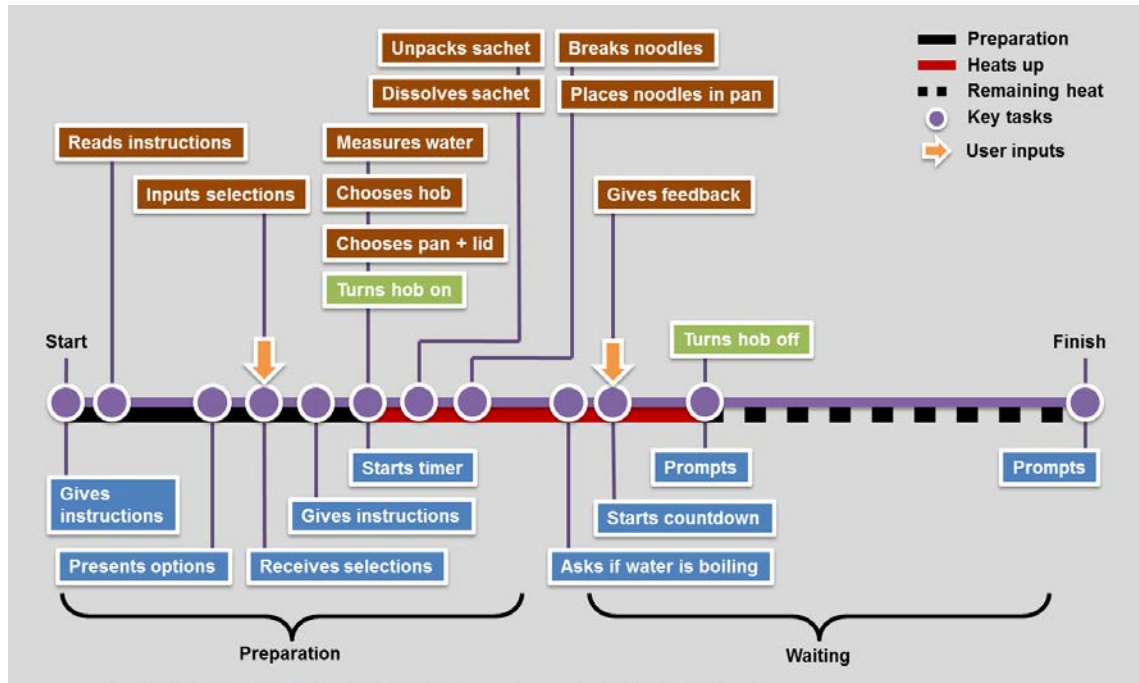 Unpacks sachet
Breaks noodles
Preparation
Heats up
Dissolves sachet
Places noodles in pan
Remaining heat
Key tasks
Reads instructions
Measures water
User inputs
Inputs selections
Chooses hob
Gives feedback
Chooses pan + lid
Turns hob on
Start
Turns hob off
Finish
Starts timer
Prompts
Prompts
Gives
instructions
Gives instructions
Starts countdown
Presents options
Receives selections
Asks if water is boiling
Preparation
Waiting